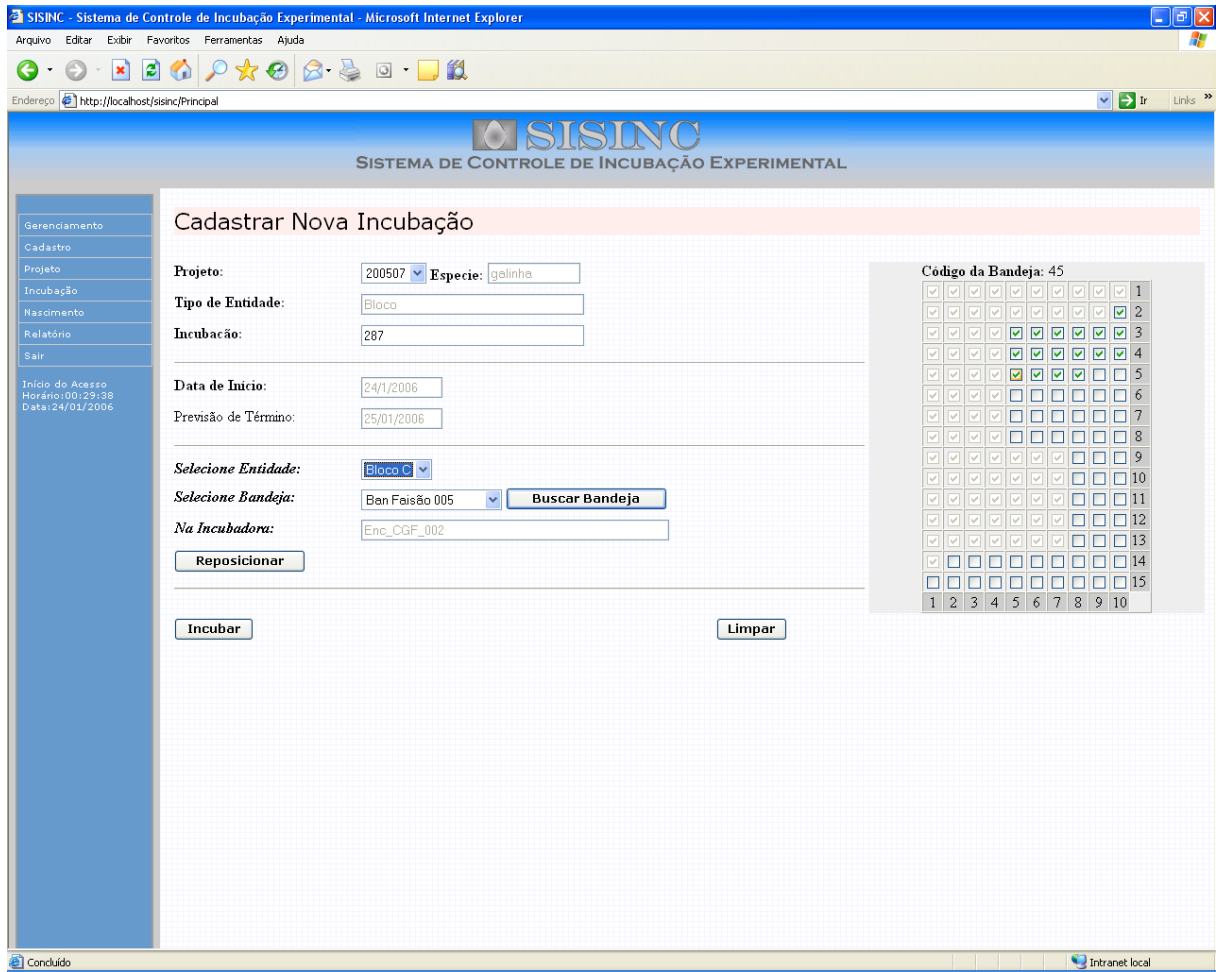 SISINC - Sistema de Controle de Incubação Experimental - Microsoft Internet Explorer
Arquivo Editar Exibir Favoritos Ferramentas Ajuda
Endereço http://localhost/sisinc/Principal Ir Links »
SISINC
SISTEMA DE CONTROLE DE INCUBAÇÃO EXPERIMENTAL
Gerenciamento
Cadastro
Projeto
Incubação
Nascimento
Relatório
Sair
Início do Acesso
Horário:00:29:38
Data:24/01/2006
Cadastrar Nova Incubação
Projeto: 200507 Especie: galinha
Tipo de Entidade: Bloco
Incubacão: 287
Data de Início: 24/1/2006
Previsão de Término: 25/01/2006
Selecione Entidade: Bloco C
Selecione Bandeja: Ban Faisão 005 Buscar Bandeja
Na Incubadora: Enc_CGF_002
Reposicionar
Incubar Limpar
Código da Bandeja: 45
1
2
3
4
5
6
7
8
9
10
11
12
13
14
15
1 2 3 4 5 6 7 8 9 10
Concluído Intranet local